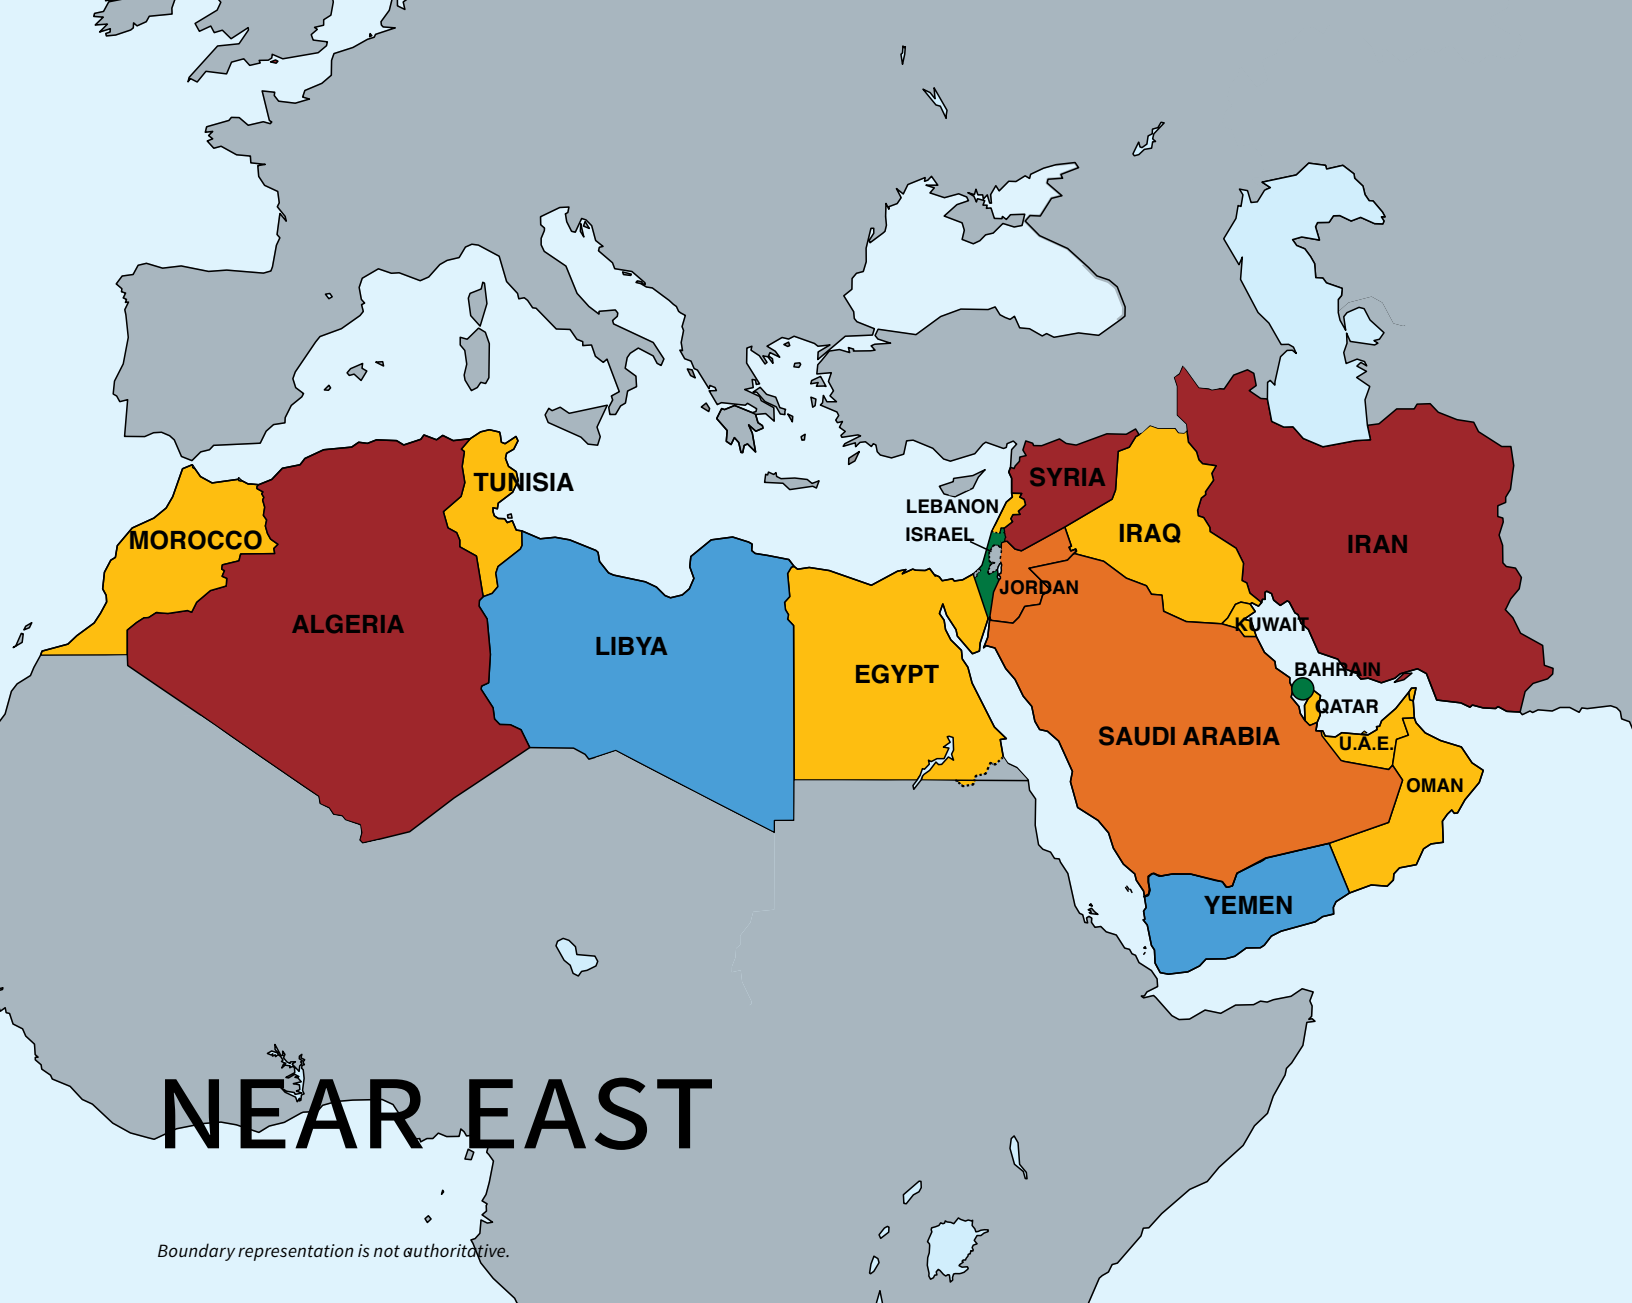 LEBANON
SYRIA
TUNISIA
ISRAEL
MOROCCO
IRAQ
IRAN
JORDAN
ALGERIA
KUWAIT
LIBYA
EGYPT
BAHRAIN
QATAR
SAUDI ARABIA
U.A.E.
OMAN
YEMEN
NEAR EAST
Boundary representation is not authoritative.